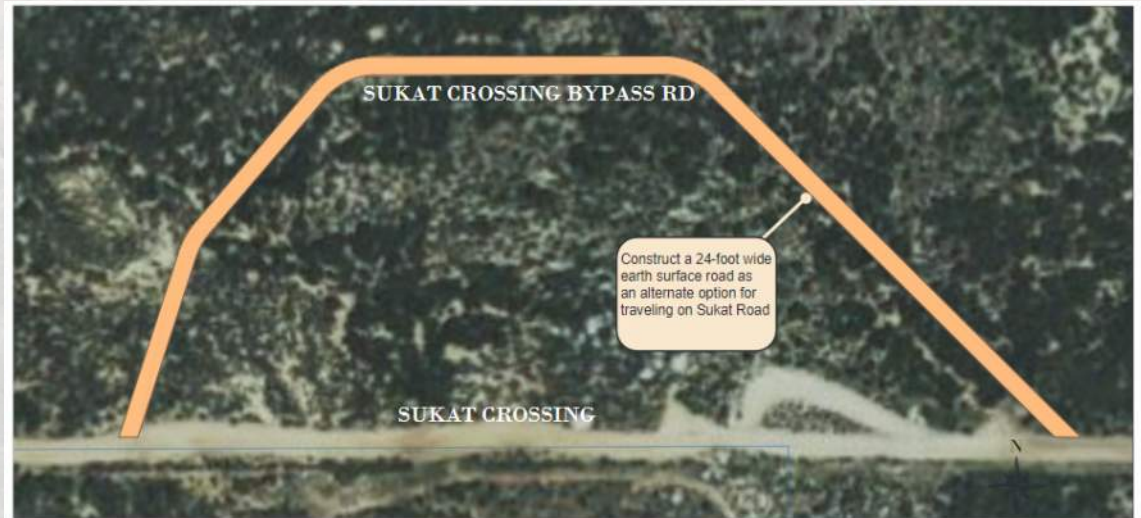 SUKAT CROSSING BYPASS RD
Construct a 24-foot wide
earth surface road as
an alternate option for
traveling on Sukat Road
SUKAT CROSSING
N